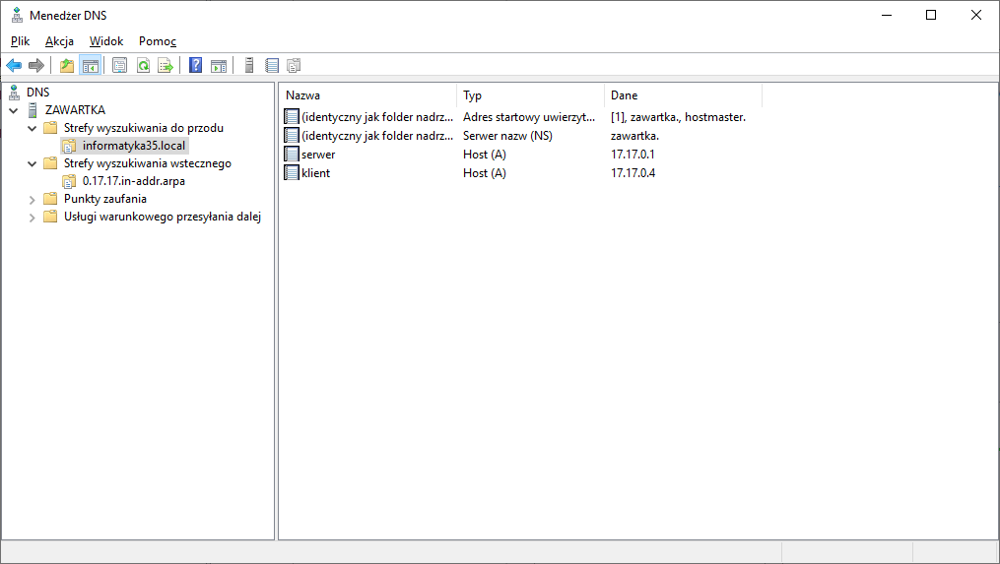 Menedżer DNS
Plik Akcja Widok Pomoc
DNS
ZAWARTKA
Strefy wyszukiwania do przodu
informatyka35.local
Strefy wyszukiwania wstecznego
0.17.17.in-addr.arpa
Punkty zaufania
Usługi warunkowego przesyłania dalej
Nazwa Typ Dane
(identyczny jak folder nadrz... Adres startowy uwierzyt... [1], zawartka., hostmaster.
(identyczny jak folder nadrz... Serwer nazw (NS) zawartka.
serwer Host (A) 17.17.0.1
klient Host (A) 17.17.0.4